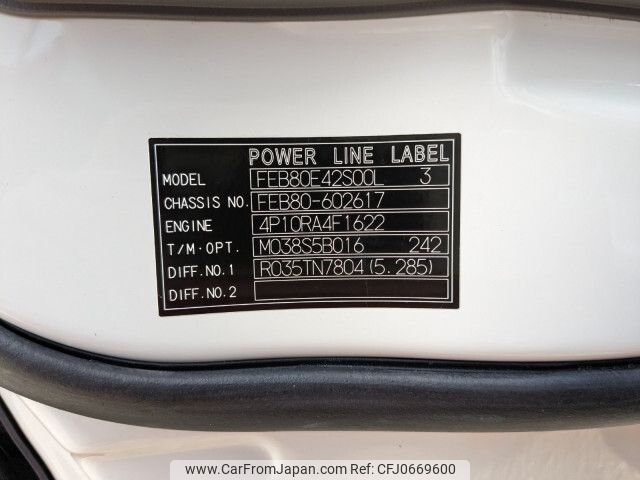 POWER LINE LABEL
MODEL FEB80E42S00L 3
CHASSIS NO. FEB80-602617
ENGINE 4P10RA4F1622
T/M·OPT. M038S5B016 242
DIFF.NO.1 R035TN7804(5.285)
DIFF.NO.2
www.CarFromJapan.com ref:CFJ00669600